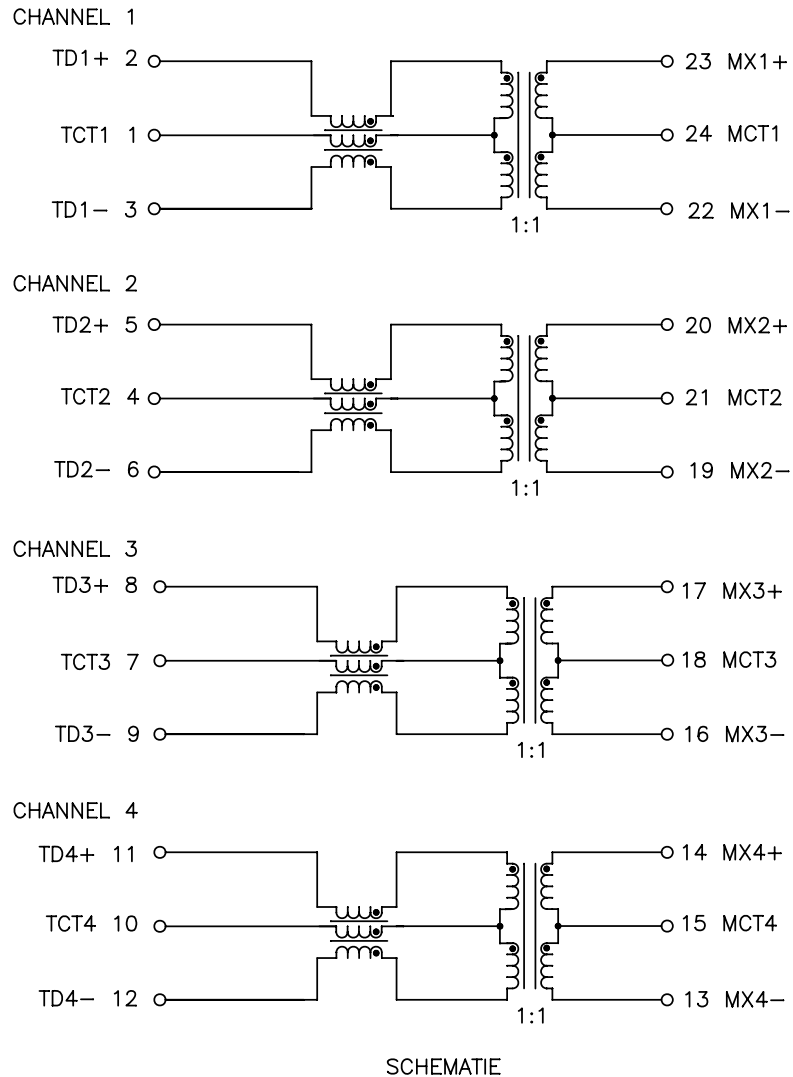 CHANNEL 1
TD1+ 2 23 MX1+
TCT1 1 24 MCT1
TD1− 3 22 MX1−
1:1
CHANNEL 2
TD2+ 5 20 MX2+
TCT2 4 21 MCT2
TD2− 6 19 MX2−
1:1
CHANNEL 3
TD3+ 8 17 MX3+
TCT3 7 18 MCT3
TD3− 9 16 MX3−
1:1
CHANNEL 4
TD4+ 11 14 MX4+
TCT4 10 15 MCT4
TD4− 12 13 MX4−
1:1
SCHEMATIE